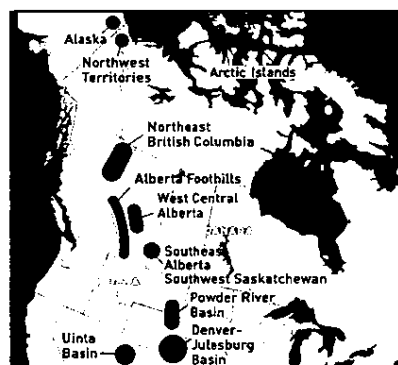 Alaska
Northwest
Territories
Arctic Islands
Northeast
British Columbia
Alberta Foothills
West Central
Alberta
CANADA
Southeast
Alberta
Southwest Saskatchewan
Powder River
Basin
Uinta
Basin
Denver-
Julesburg
Basin